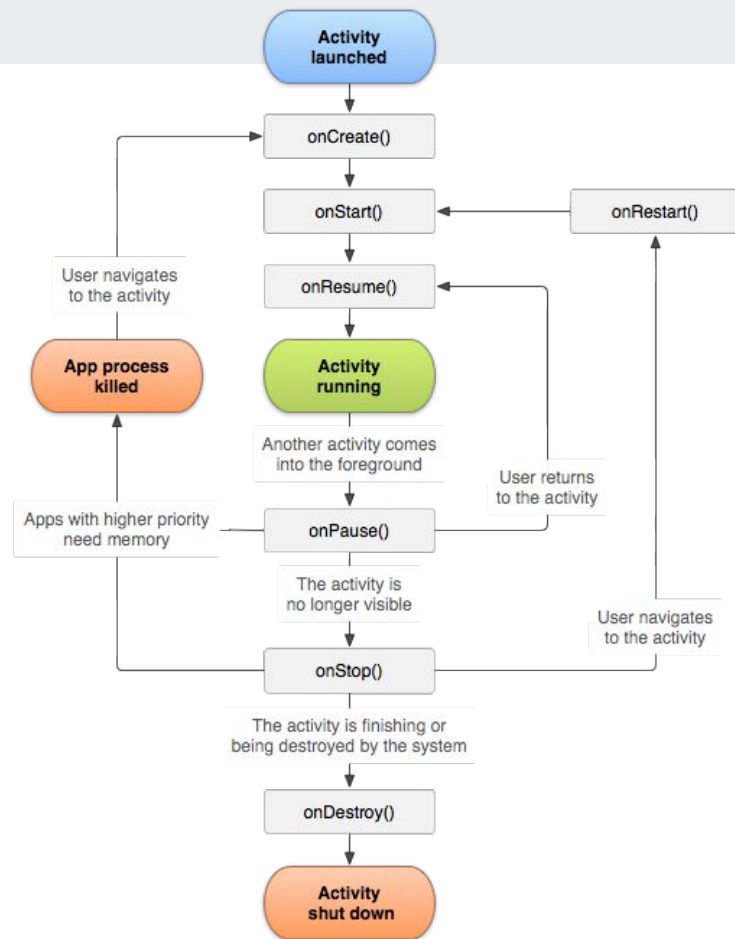 Activity
launched
onCreate()
onStart()
onRestart()
User navigates
to the activity
onResume()
App process
killed
Activity
running
Another activity comes
into the foreground
User returns
to the activity
Apps with higher priority
need memory
onPause()
The activity is
no longer visible
User navigates
to the activity
onStop()
The activity is finishing or
being destroyed by the system
onDestroy()
Activity
shut down